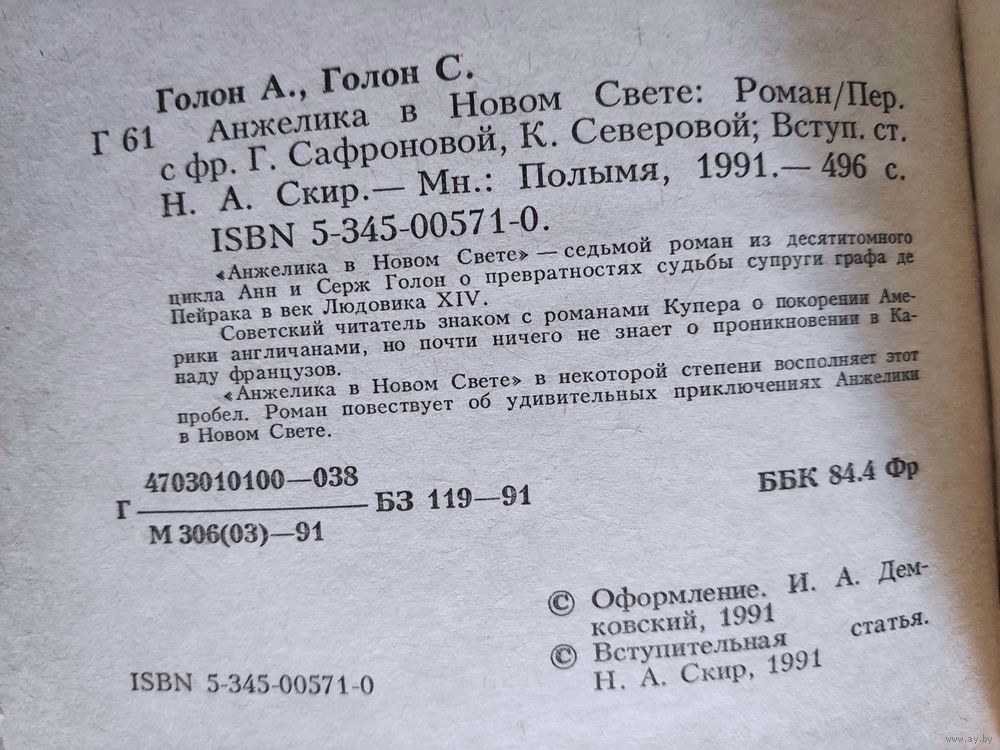 Голон А., Голон С.
Г 61 Анжелика в Новом Свете: Роман/Пер.
с фр. Г. Сафроновой, К. Северовой; Вступ. ст.
Н. А. Скир.— Мн.: Полымя, 1991.— 496 с.
ISBN 5-345-00571-0.
«Анжелика в Новом Свете» — седьмой роман из десятитомного
цикла Анн и Серж Голон о превратностях судьбы супруги графа де
Пейрака в век Людовика XIV.
Советский читатель знаком с романами Купера о покорении Аме-
рики англичанами, но почти ничего не знает о проникновении в Ка-
наду французов.
«Анжелика в Новом Свете» в некоторой степени восполняет этот
пробел. Роман повествует об удивительных приключениях Анжелики
в Новом Свете.
Г 4703010100—038 БЗ 119—91 ББК 84.4 Фр
М 306(03)—91
© Оформление. И. А. Дем-
ковский, 1991
© Вступительная статья.
Н. А. Скир, 1991
ISBN 5-345-00571-0
www.ay.by